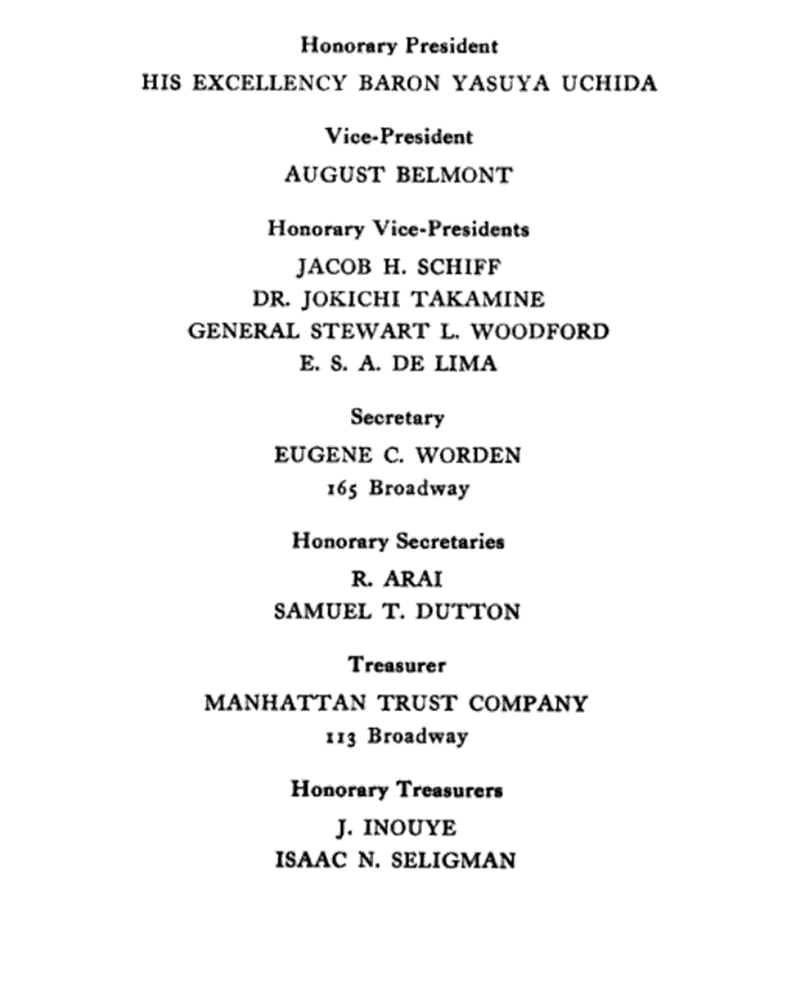 Honorary President
HIS EXCELLENCY BARON YASUYA UCHIDA
Vice-President
AUGUST BELMONT
Honorary Vice-Presidents
JACOB H. SCHIFF
DR. JOKICHI TAKAMINE
GENERAL STEWART L. WOODFORD
E. S. A. DE LIMA
Secretary
EUGENE C. WORDEN
165 Broadway
Honorary Secretaries
R. ARAI
SAMUEL T. DUTTON
Treasurer
MANHATTAN TRUST COMPANY
113 Broadway
Honorary Treasurers
J. INOUYE
ISAAC N. SELIGMAN